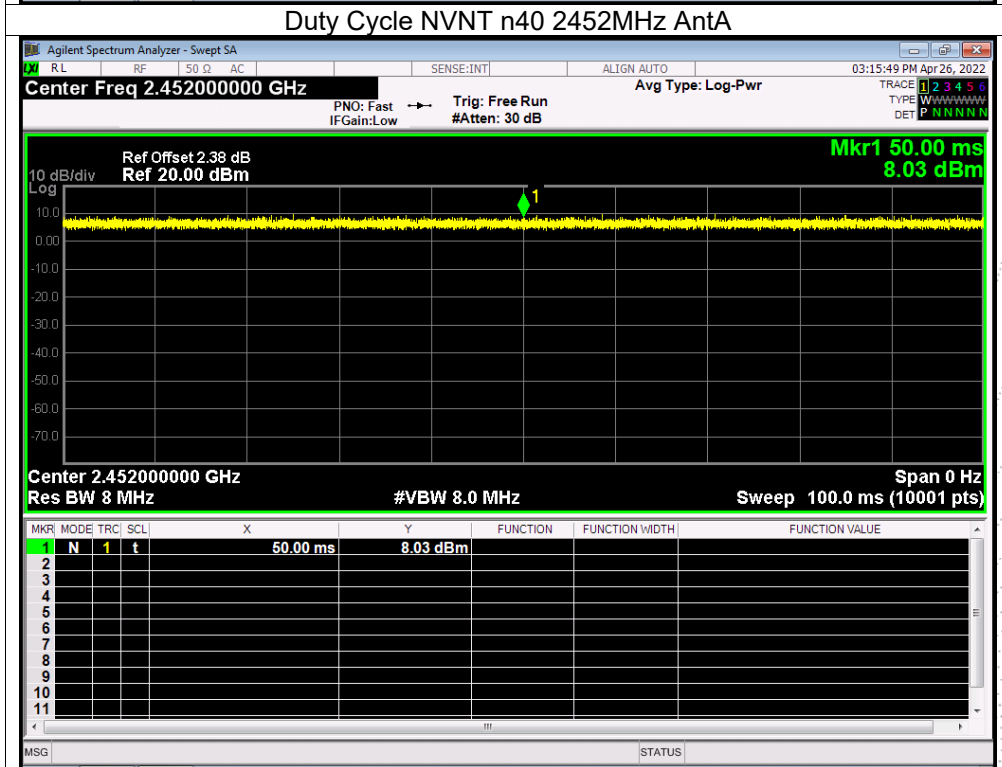 Duty Cycle NVNT n40 2452MHz AntA
Agilent Spectrum Analyzer - Swept SA
LXI RL RF 50 Ω AC SENSE:INT ALIGN AUTO 03:15:49 PM Apr 26, 2022
Center Freq 2.452000000 GHz Avg Type: Log-Pwr TRACE 1 2 3 4 5 6
PNO: Fast Trig: Free Run TYPE WWWWWW
IFGain:Low #Atten: 30 dB DET P N N N N N
Mkr1 50.00 ms
Ref Offset 2.38 dB
10 dB/div Ref 20.00 dBm 8.03 dBm
Log
1
10.0
0.00
-10.0
-20.0
-30.0
-40.0
-50.0
-60.0
-70.0
Center 2.452000000 GHz Span 0 Hz
Res BW 8 MHz #VBW 8.0 MHz Sweep 100.0 ms (10001 pts)
MKR MODE TRC SCL X Y FUNCTION FUNCTION WIDTH FUNCTION VALUE
1 N 1 t 50.00 ms 8.03 dBm
2
3
4
5
6
7
8
9
10
11
MSG STATUS